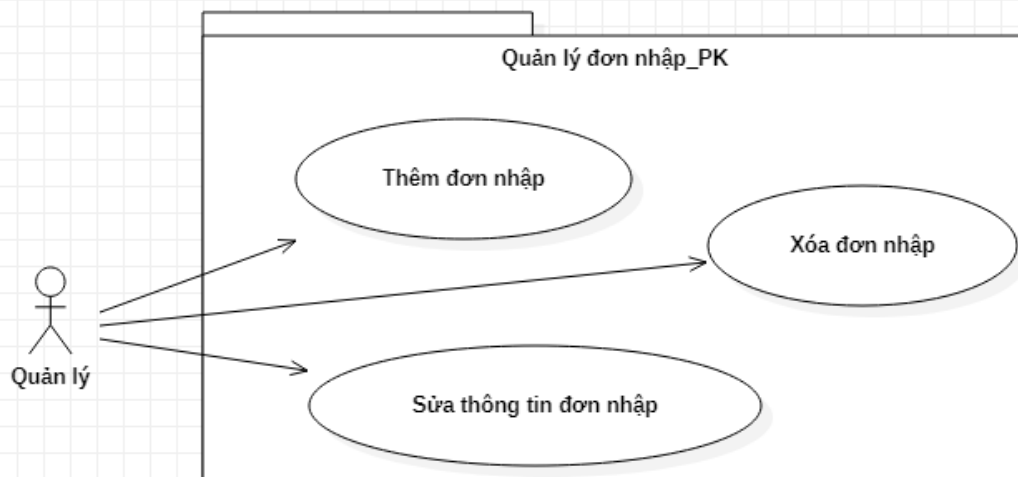 Quản lý đơn nhập_PK
Thêm đơn nhập
Xóa đơn nhập
Quản lý
Sửa thông tin đơn nhập